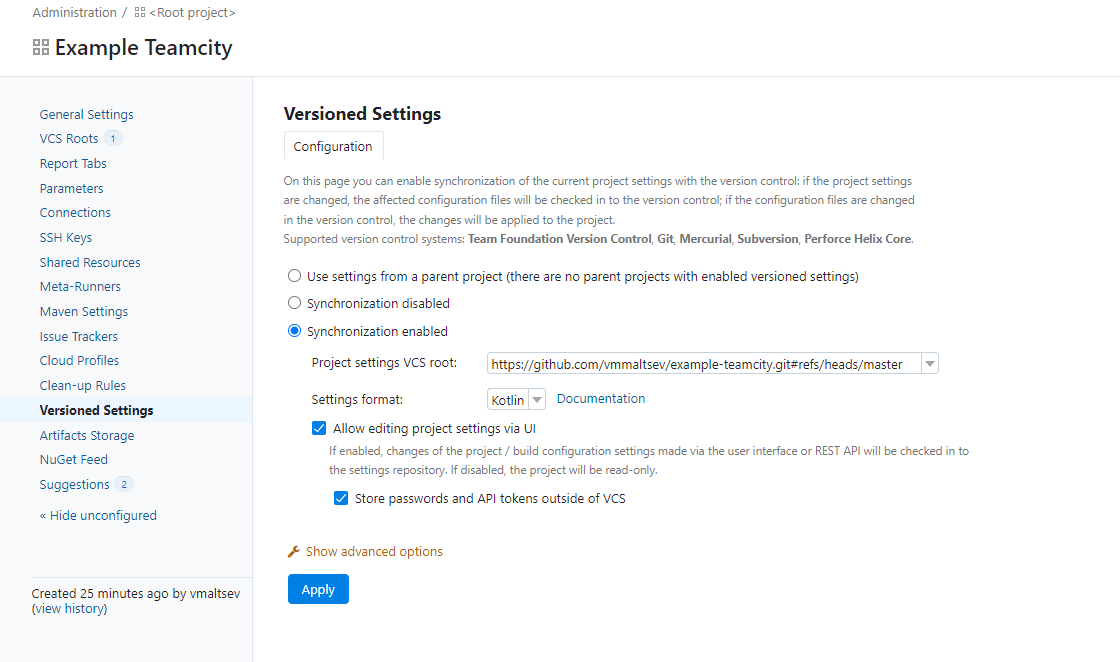 Administration / <Root project>
Example Teamcity
General Settings
VCS Roots 1
Report Tabs
Parameters
Connections
SSH Keys
Shared Resources
Meta-Runners
Maven Settings
Issue Trackers
Cloud Profiles
Clean-up Rules
Versioned Settings
Artifacts Storage
NuGet Feed
Suggestions 2
« Hide unconfigured
Created 25 minutes ago by vmaltsev
(view history)
Versioned Settings
Configuration
On this page you can enable synchronization of the current project settings with the version control: if the project settings
are changed, the affected configuration files will be checked in to the version control; if the configuration files are changed
in the version control, the changes will be applied to the project.
Supported version control systems: Team Foundation Version Control, Git, Mercurial, Subversion, Perforce Helix Core.
Use settings from a parent project (there are no parent projects with enabled versioned settings)
Synchronization disabled
Synchronization enabled
Project settings VCS root: https://github.com/vmmaltsev/example-teamcity.git#refs/heads/master
Settings format: Kotlin Documentation
Allow editing project settings via UI
If enabled, changes of the project / build configuration settings made via the user interface or REST API will be checked in to
the settings repository. If disabled, the project will be read-only.
Store passwords and API tokens outside of VCS
Show advanced options
Apply